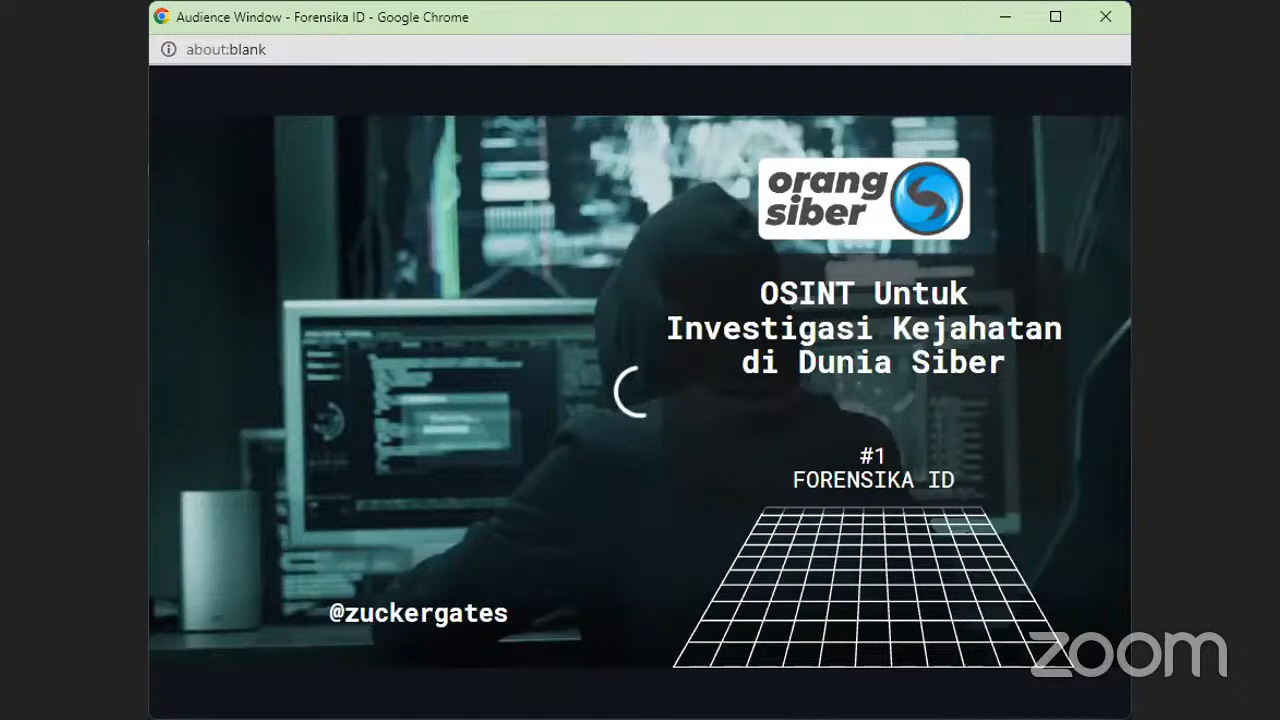 Audience Window - Forensika ID - Google Chrome
about:blank
orang
siber
OSINT Untuk
Investigasi Kejahatan
di Dunia Siber
#1
FORENSIKA ID
@zuckergates
zoom